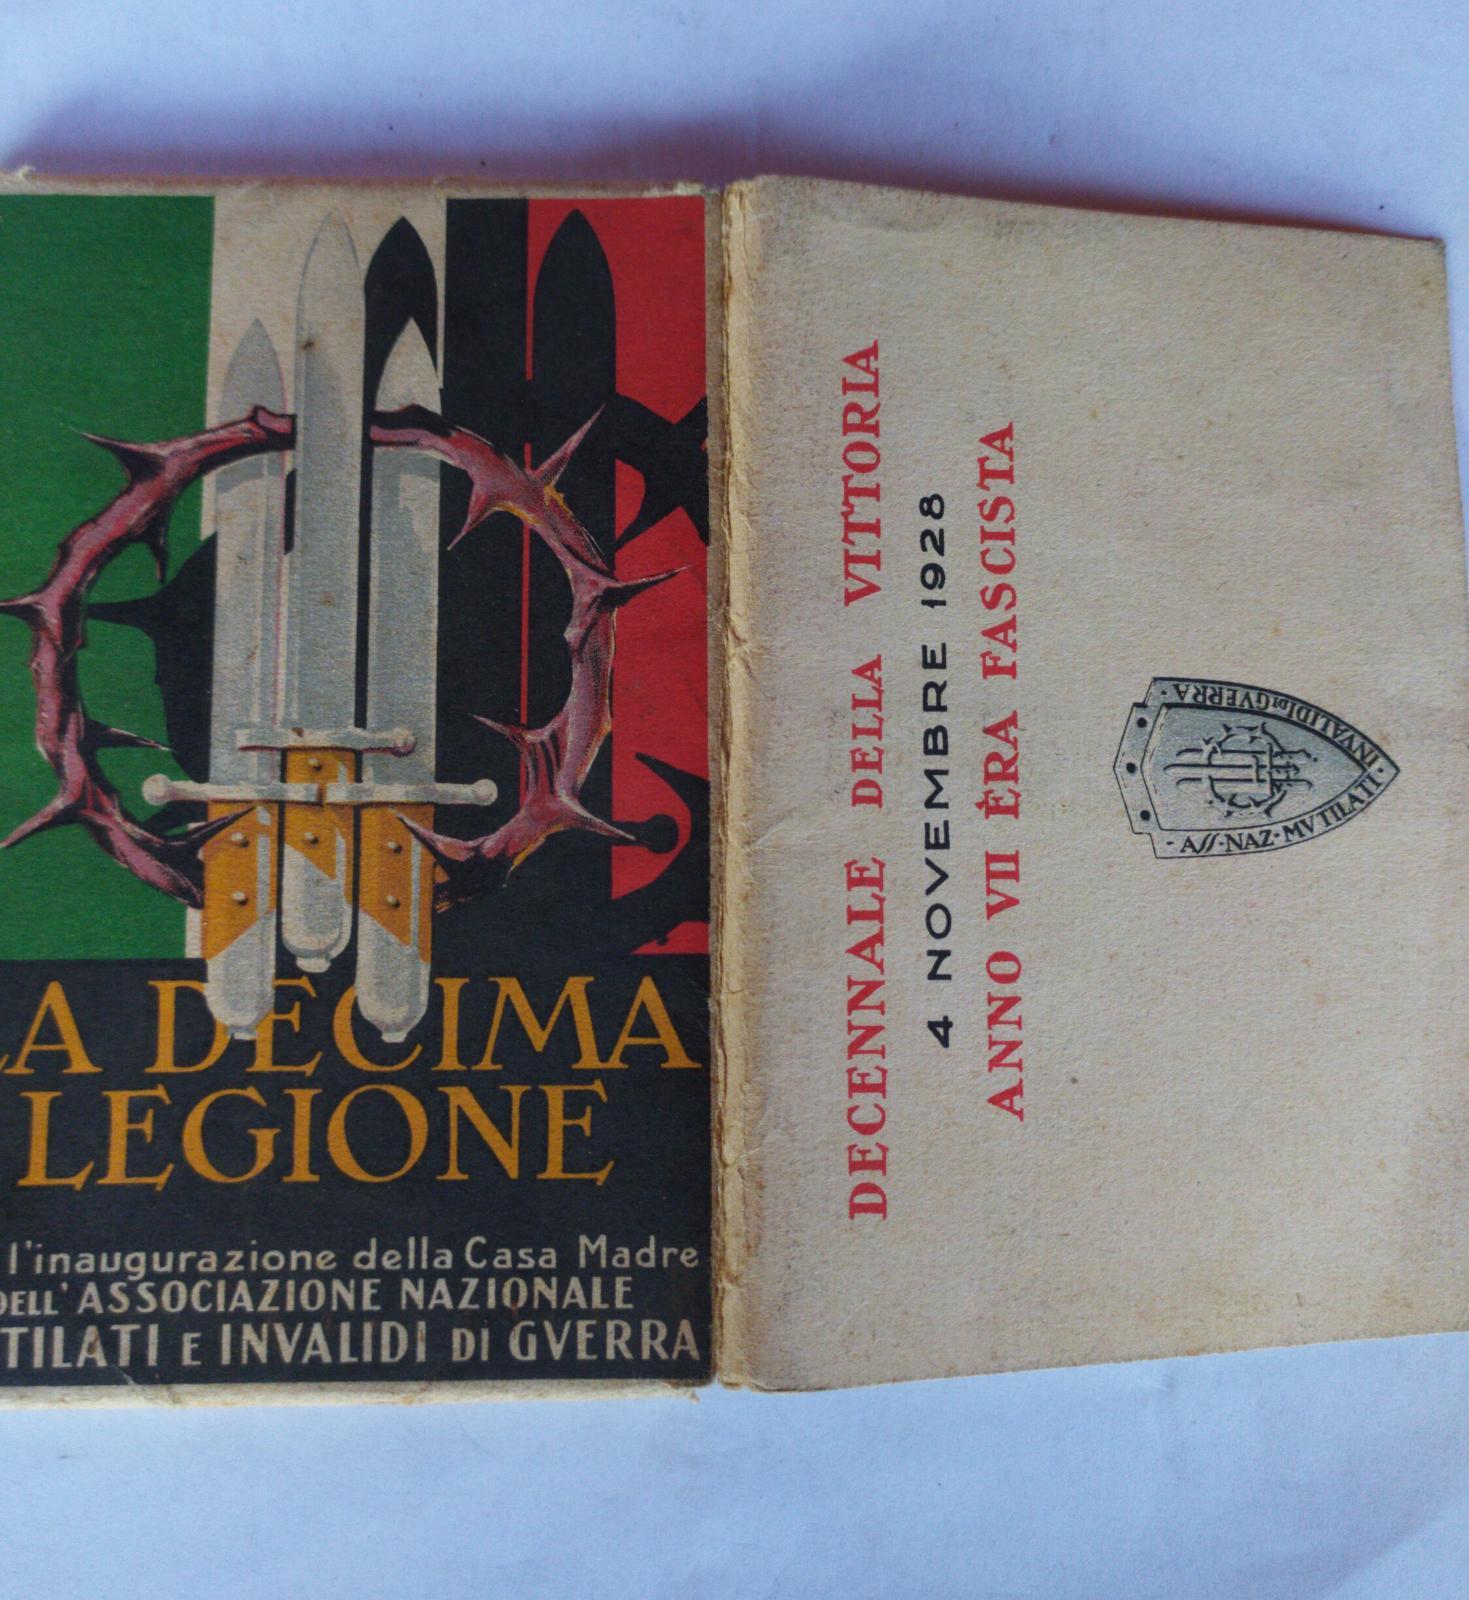 LA DECIMA
LEGIONE
l'inaugurazione della Casa Madre
DELL'ASSOCIAZIONE NAZIONALE
TILATI E INVALIDI DI GVERRA
DECENNALE DELLA VITTORIA
4 NOVEMBRE 1928
ANNO VII ÈRA FASCISTA
· ASS·NAZ·MVTILATI·INVALIDI DI GVERRA ·